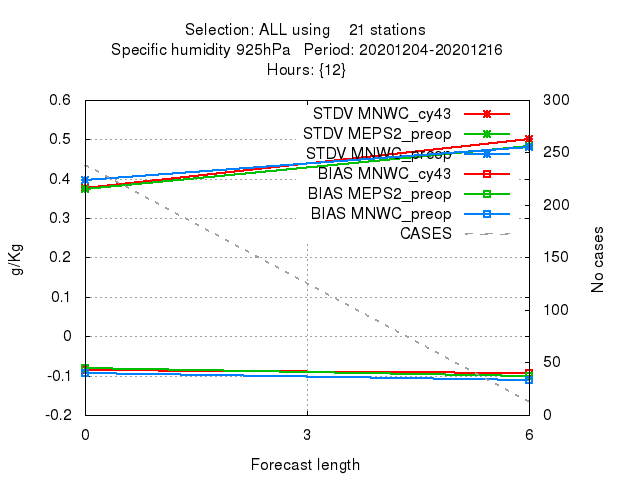 Selection: ALL using    21 stations
Specific humidity 925hPa   Period: 20201204-20201216
Hours: {12}
0.6
0.5
0.4
0.3
0.2
0.1
0
-0.1
-0.2
300
250
200
150
100
50
0
STDV MNWC_cy43
STDV MEPS2_preop
STDV MNWC_preop
BIAS MNWC_cy43
BIAS MEPS2_preop
BIAS MNWC_preop
CASES
g/Kg
No cases
0
3
6
Forecast length